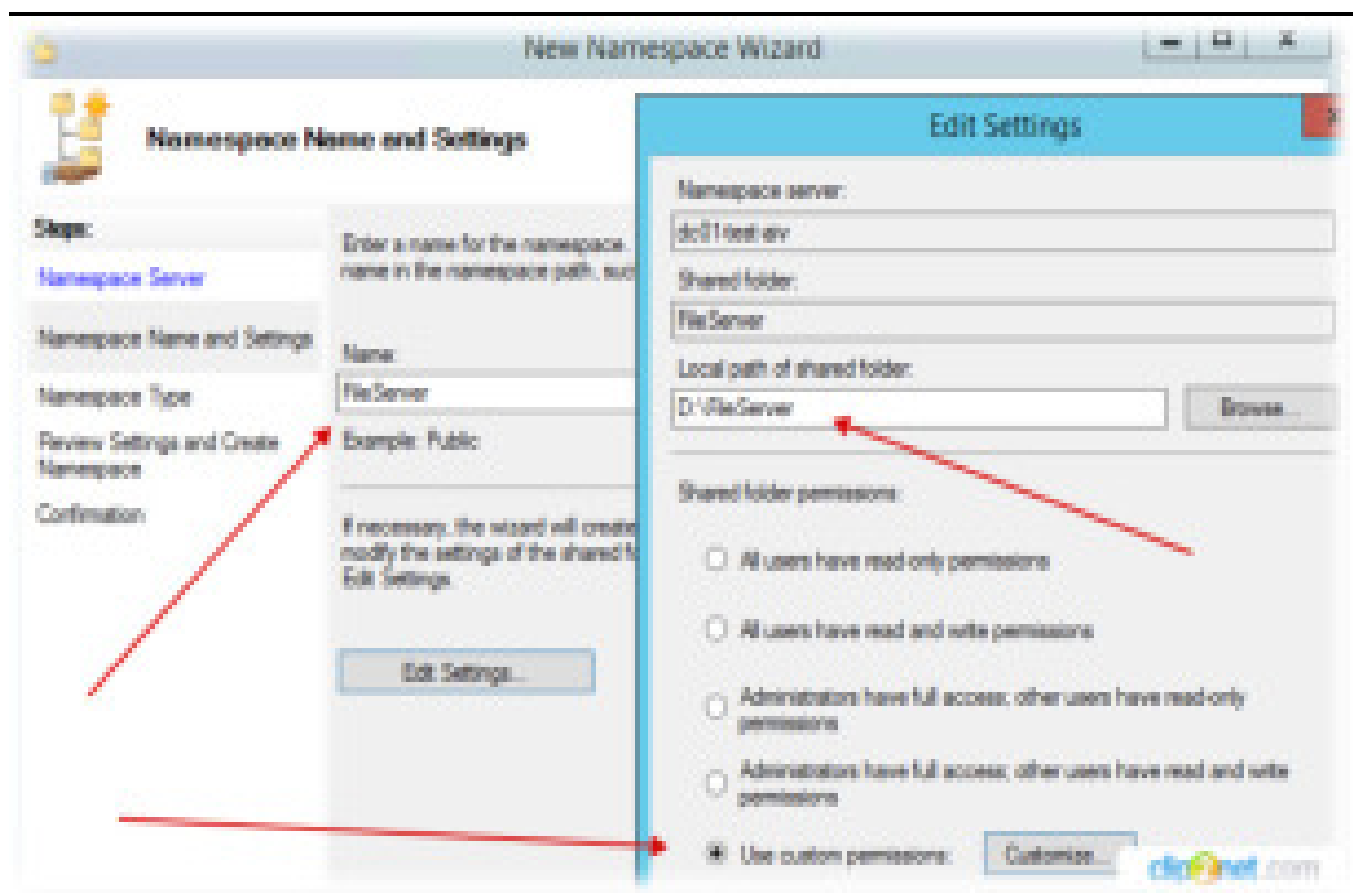 New Namespace Wizard
Namespace Name and Settings
Steps:
Namespace Server
Namespace Name and Settings
Namespace Type
Review Settings and Create
Namespace
Confirmation
Enter a name for the namespace.
name in the namespace path, suc
Name:
FileServer
Example: Public
If necessary, the wizard will create
modify the settings of the shared f
Edit Settings.
Edit Settings...
Edit Settings
Namespace server:
Shared folder:
FileServer
Local path of shared folder:
D:\FileServer
Browse...
Shared folder permissions:
All users have read-only permissions
All users have read and write permissions
Administrators have full access; other users have read-only
permissions
Administrators have full access; other users have read and write
permissions
Use custom permissions:
Customize...
clip2net.com